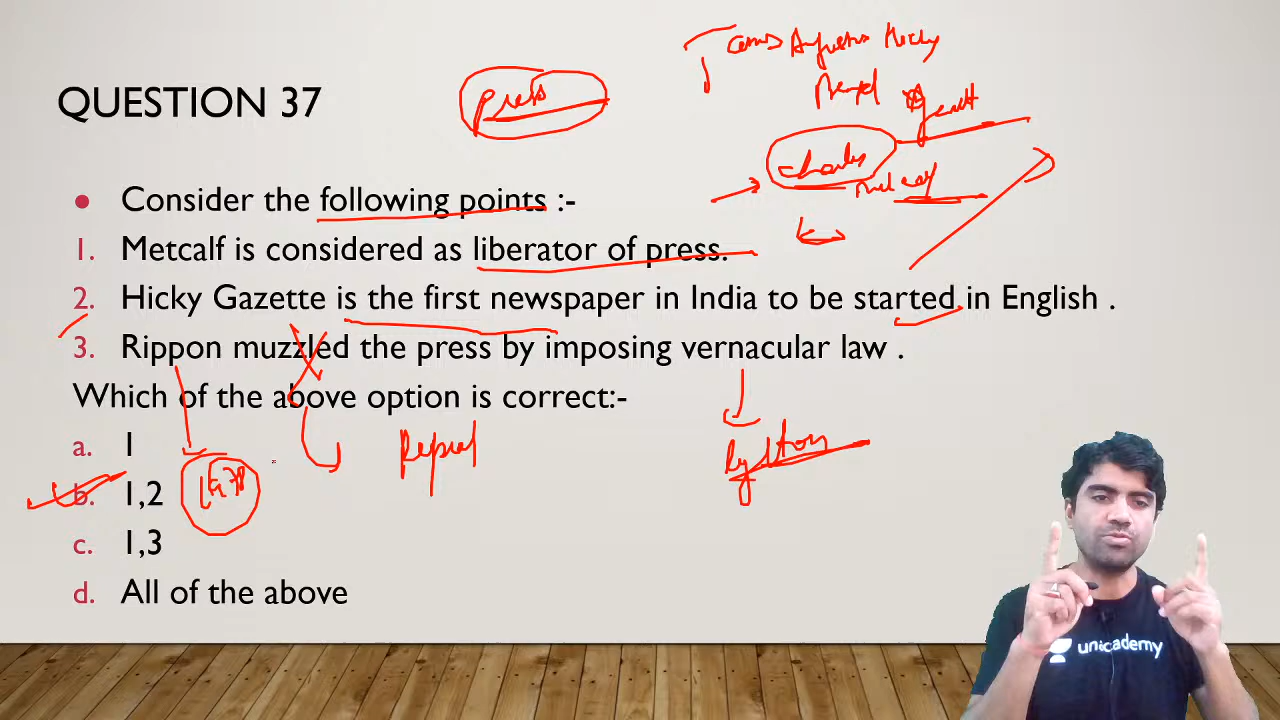 James Augustus Hicky
QUESTION 37
press
Bengal Gazette
Charles
Metcalf
Consider the following points :-
1. Metcalf is considered as liberator of press.
2. Hicky Gazette is the first newspaper in India to be started in English .
3. Rippon muzzled the press by imposing vernacular law .
Which of the above option is correct:-
a. 1
Repeal
Lytton
b. 1,2
1878
c. 1,3
d. All of the above
unacademy